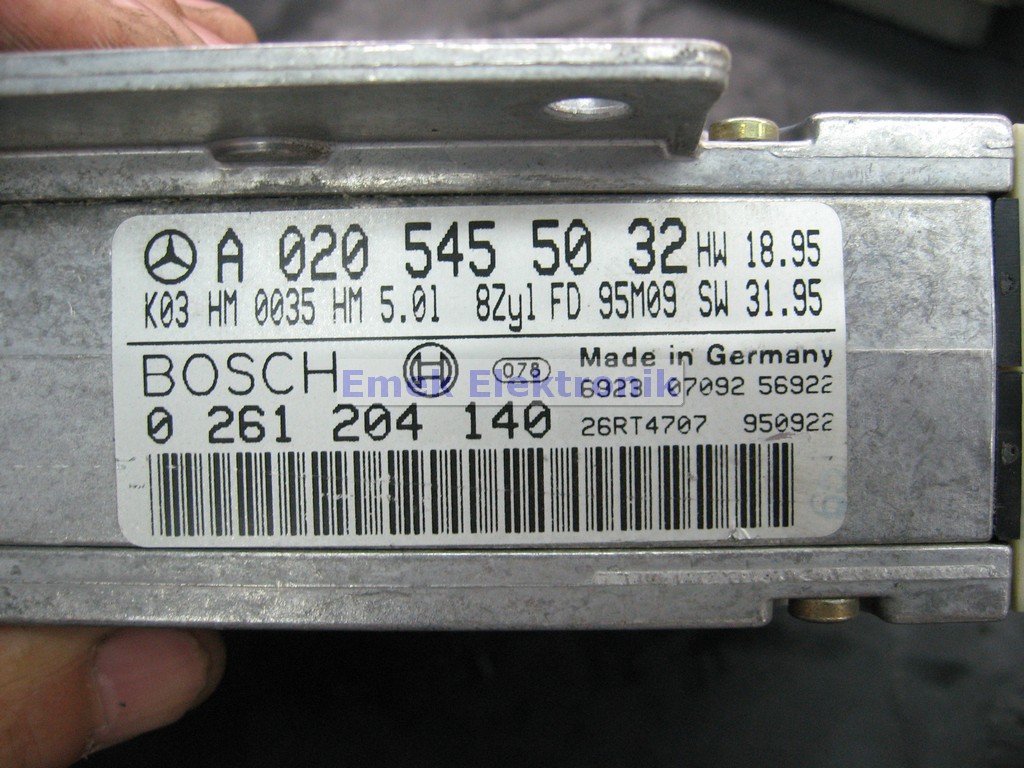 A 020 545 50 32 HW 18.95
K03 HM 0035 HM 5.0l 8Zyl FD 95M09 SW 31.95
BOSCH 078 Made in Germany
Emek Elektronik
6923 07092 56922
0 261 204 140 26RT4707 950922